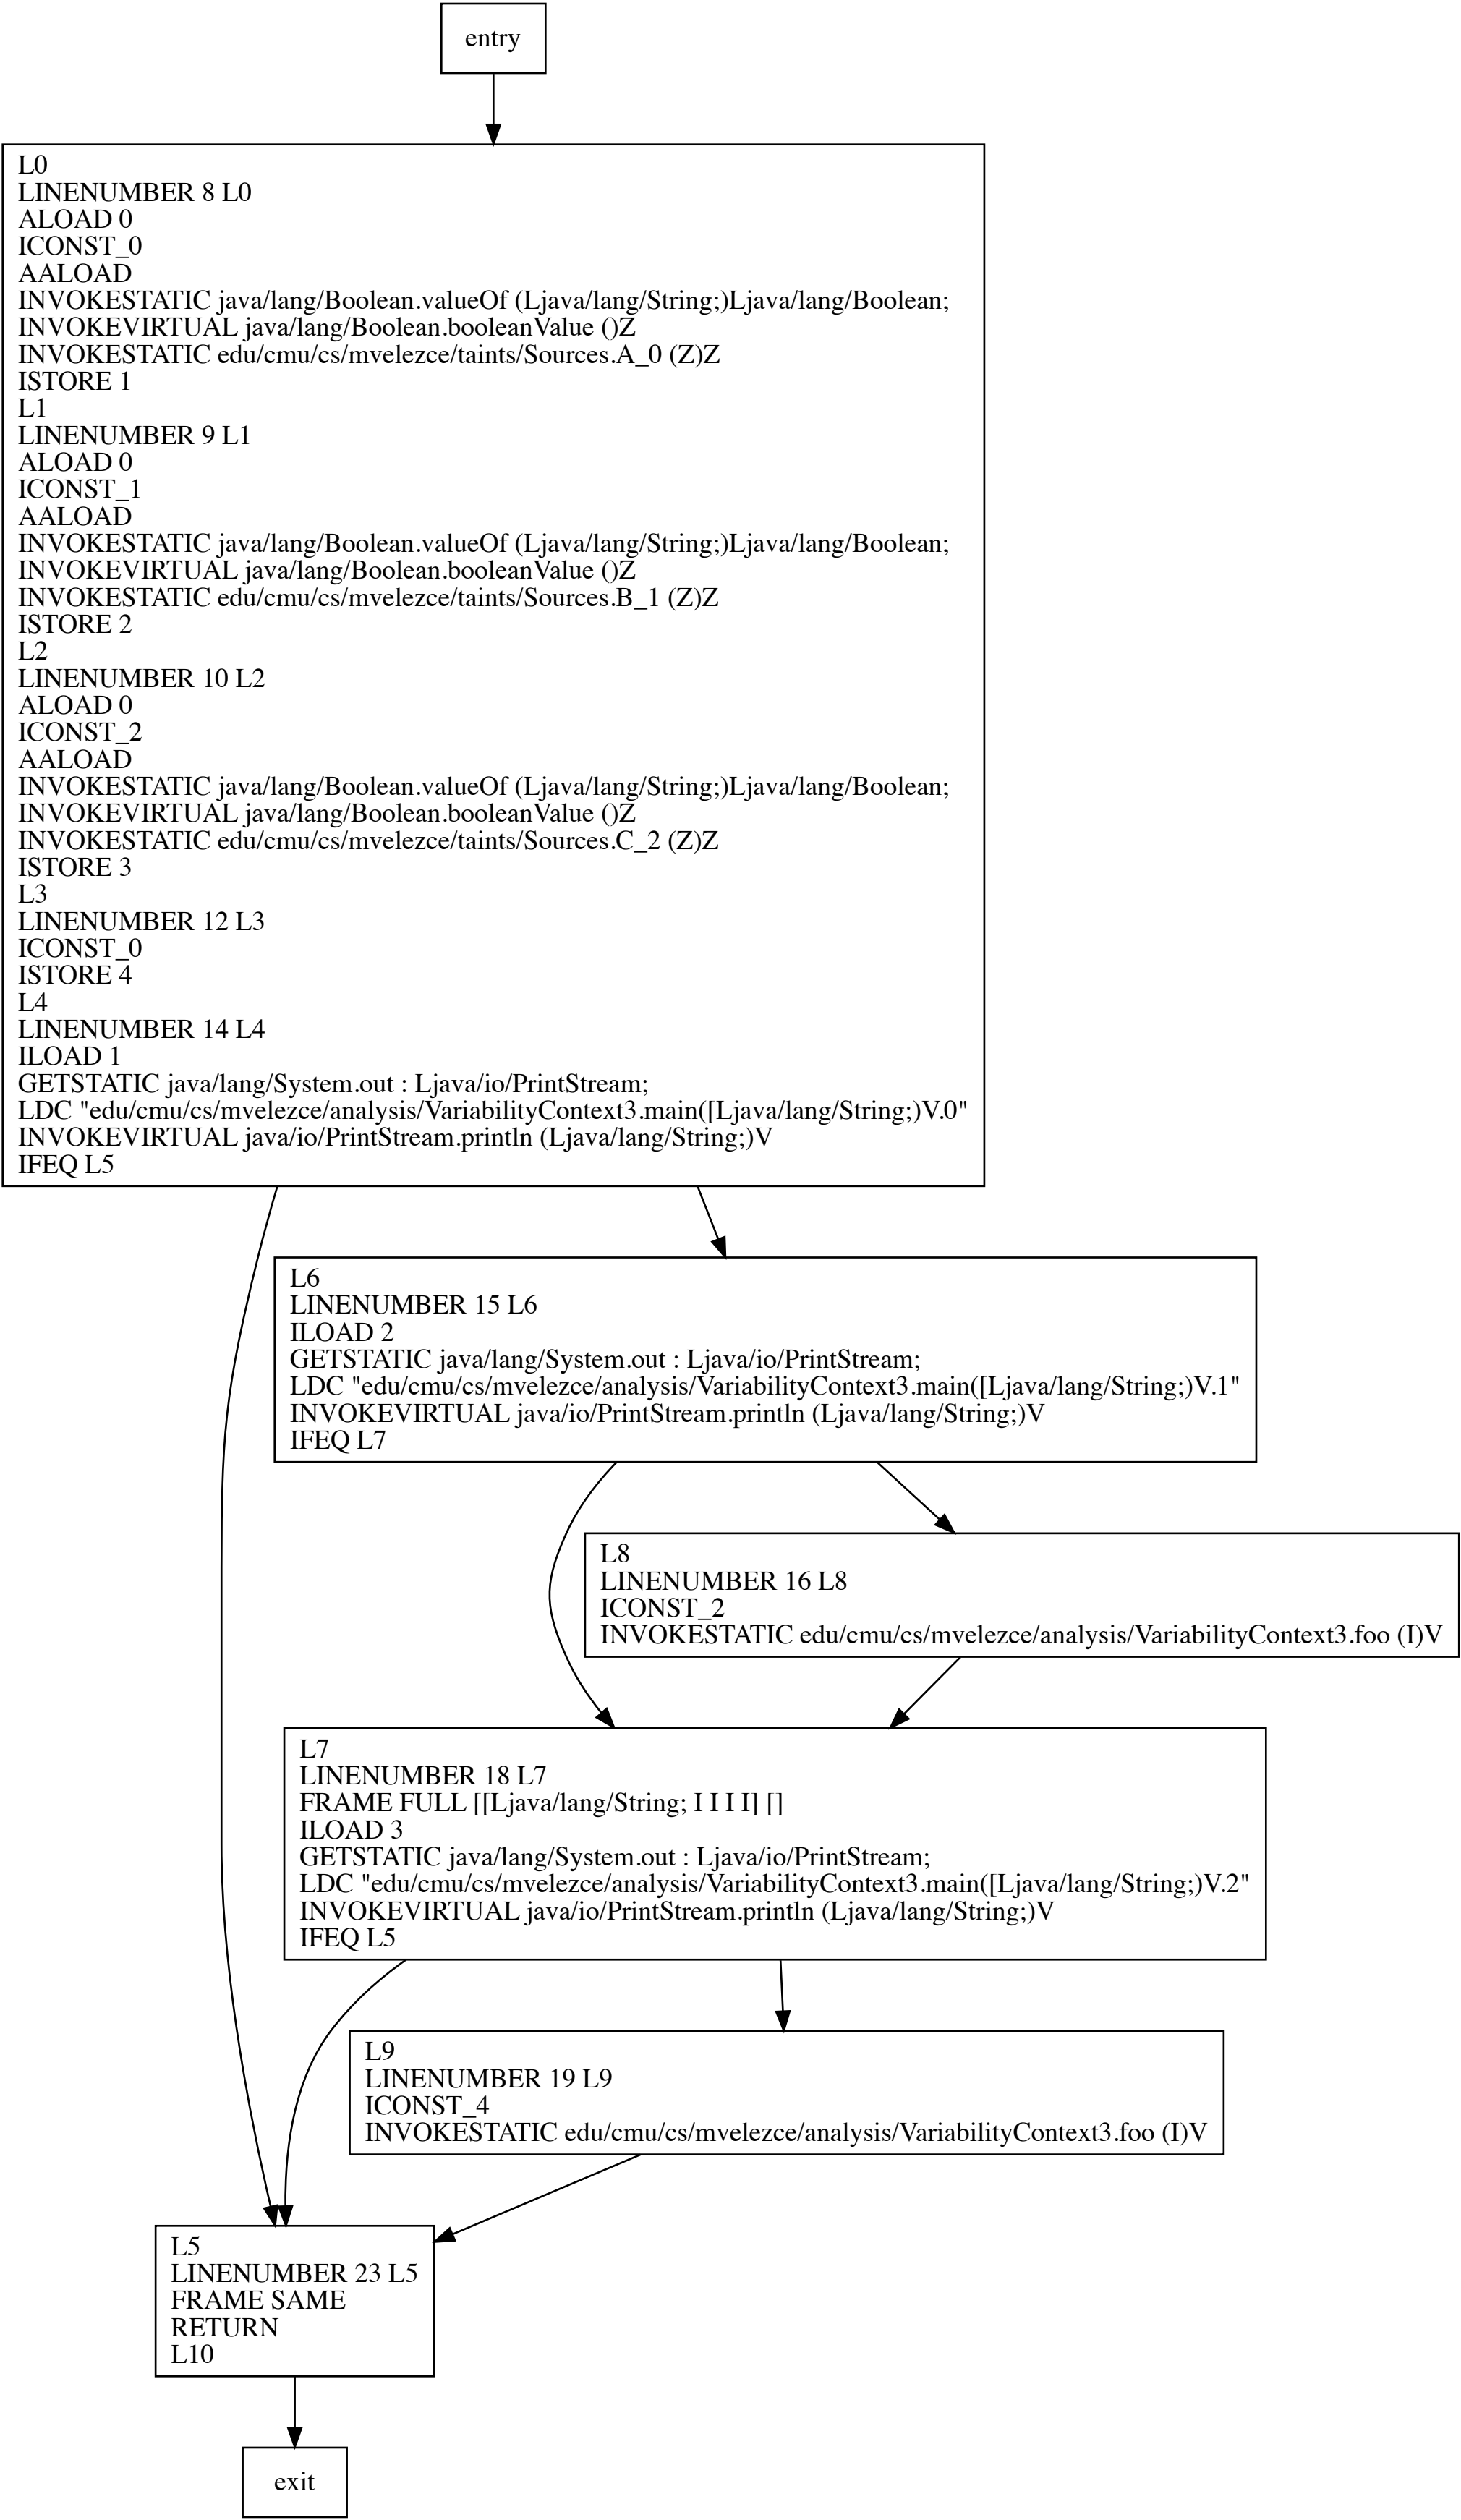 entry
L0
LINENUMBER 8 L0
ALOAD 0
ICONST_0
AALOAD
INVOKESTATIC java/lang/Boolean.valueOf (Ljava/lang/String;)Ljava/lang/Boolean;
INVOKEVIRTUAL java/lang/Boolean.booleanValue ()Z
INVOKESTATIC edu/cmu/cs/mvelezce/taints/Sources.A_0 (Z)Z
ISTORE 1
L1
LINENUMBER 9 L1
ALOAD 0
ICONST_1
AALOAD
INVOKESTATIC java/lang/Boolean.valueOf (Ljava/lang/String;)Ljava/lang/Boolean;
INVOKEVIRTUAL java/lang/Boolean.booleanValue ()Z
INVOKESTATIC edu/cmu/cs/mvelezce/taints/Sources.B_1 (Z)Z
ISTORE 2
L2
LINENUMBER 10 L2
ALOAD 0
ICONST_2
AALOAD
INVOKESTATIC java/lang/Boolean.valueOf (Ljava/lang/String;)Ljava/lang/Boolean;
INVOKEVIRTUAL java/lang/Boolean.booleanValue ()Z
INVOKESTATIC edu/cmu/cs/mvelezce/taints/Sources.C_2 (Z)Z
ISTORE 3
L3
LINENUMBER 12 L3
ICONST_0
ISTORE 4
L4
LINENUMBER 14 L4
ILOAD 1
GETSTATIC java/lang/System.out : Ljava/io/PrintStream;
LDC "edu/cmu/cs/mvelezce/analysis/VariabilityContext3.main([Ljava/lang/String;)V.0"
INVOKEVIRTUAL java/io/PrintStream.println (Ljava/lang/String;)V
IFEQ L5
L6
LINENUMBER 15 L6
ILOAD 2
GETSTATIC java/lang/System.out : Ljava/io/PrintStream;
LDC "edu/cmu/cs/mvelezce/analysis/VariabilityContext3.main([Ljava/lang/String;)V.1"
INVOKEVIRTUAL java/io/PrintStream.println (Ljava/lang/String;)V
IFEQ L7
L8
LINENUMBER 16 L8
ICONST_2
INVOKESTATIC edu/cmu/cs/mvelezce/analysis/VariabilityContext3.foo (I)V
L7
LINENUMBER 18 L7
FRAME FULL [[Ljava/lang/String; I I I I] []
ILOAD 3
GETSTATIC java/lang/System.out : Ljava/io/PrintStream;
LDC "edu/cmu/cs/mvelezce/analysis/VariabilityContext3.main([Ljava/lang/String;)V.2"
INVOKEVIRTUAL java/io/PrintStream.println (Ljava/lang/String;)V
IFEQ L5
L9
LINENUMBER 19 L9
ICONST_4
INVOKESTATIC edu/cmu/cs/mvelezce/analysis/VariabilityContext3.foo (I)V
L5
LINENUMBER 23 L5
FRAME SAME
RETURN
L10
exit